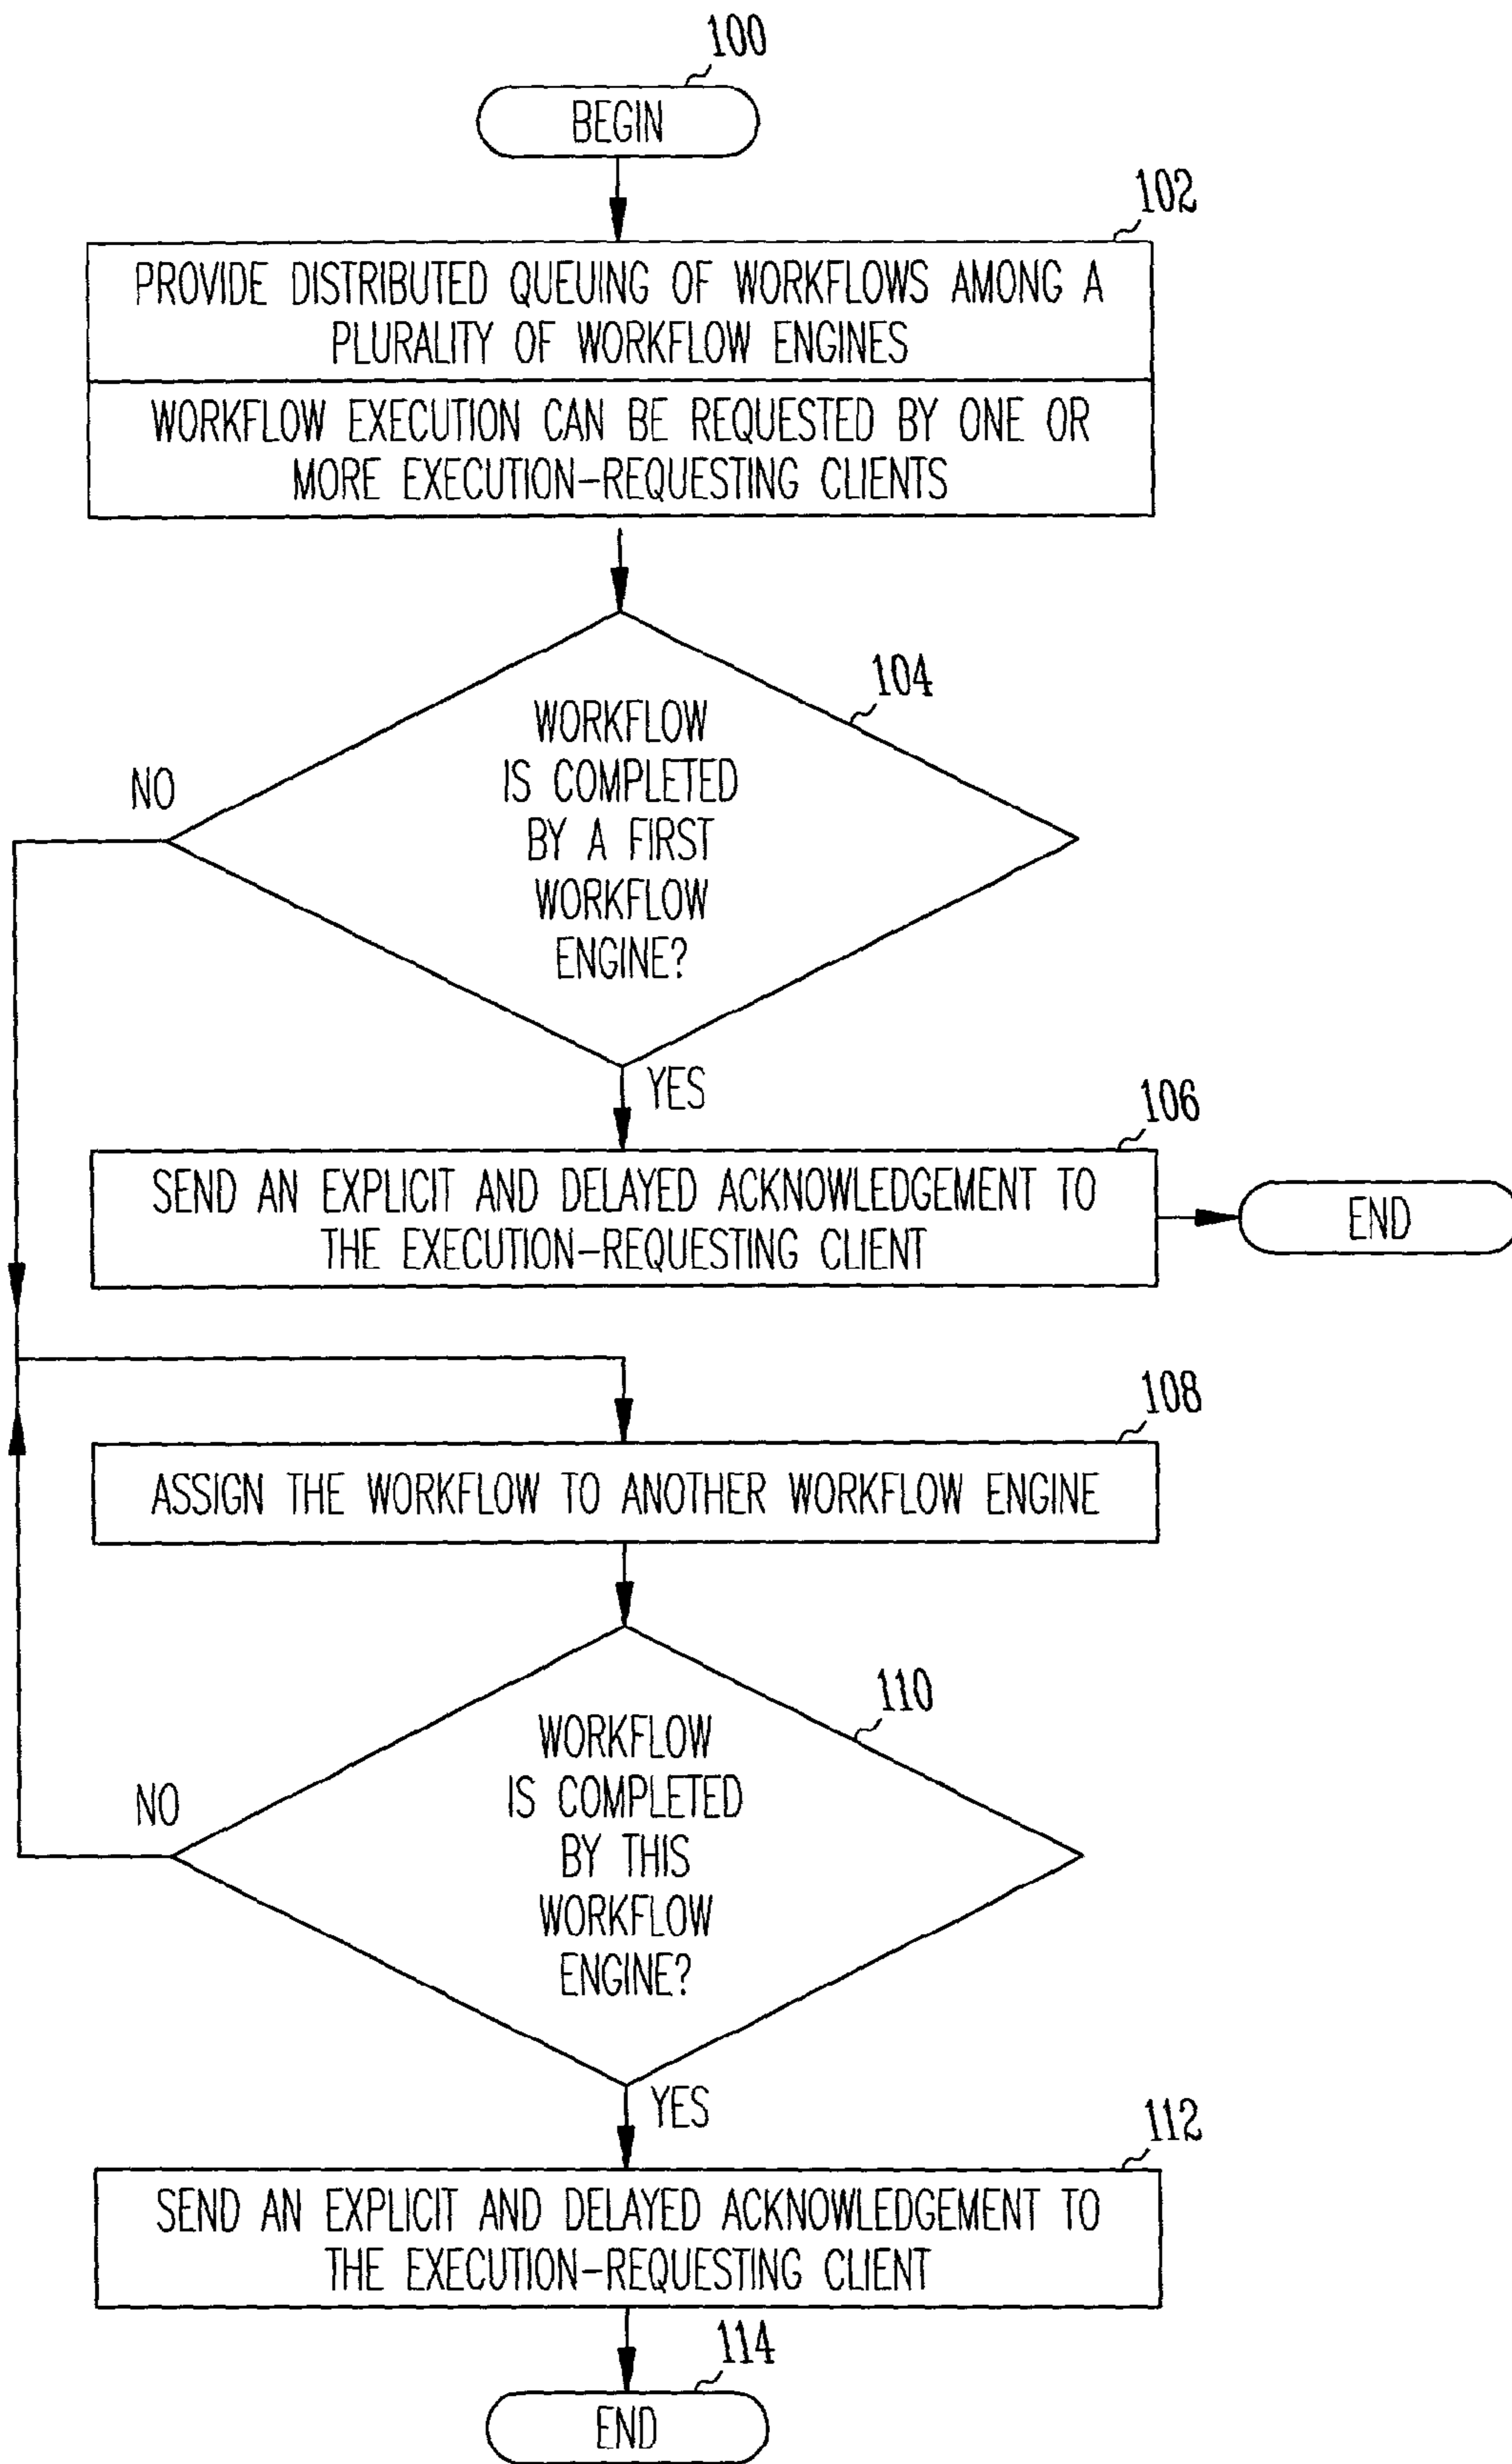 100
BEGIN
102
PROVIDE DISTRIBUTED QUEUING OF WORKFLOWS AMONG A
PLURALITY OF WORKFLOW ENGINES
WORKFLOW EXECUTION CAN BE REQUESTED BY ONE OR
MORE EXECUTION-REQUESTING CLIENTS
104
WORKFLOW
IS COMPLETED
BY A FIRST
WORKFLOW
ENGINE?
NO
YES
106
SEND AN EXPLICIT AND DELAYED ACKNOWLEDGEMENT TO
THE EXECUTION-REQUESTING CLIENT
END
108
ASSIGN THE WORKFLOW TO ANOTHER WORKFLOW ENGINE
110
WORKFLOW
IS COMPLETED
BY THIS
WORKFLOW
ENGINE?
NO
YES
112
SEND AN EXPLICIT AND DELAYED ACKNOWLEDGEMENT TO
THE EXECUTION-REQUESTING CLIENT
114
END